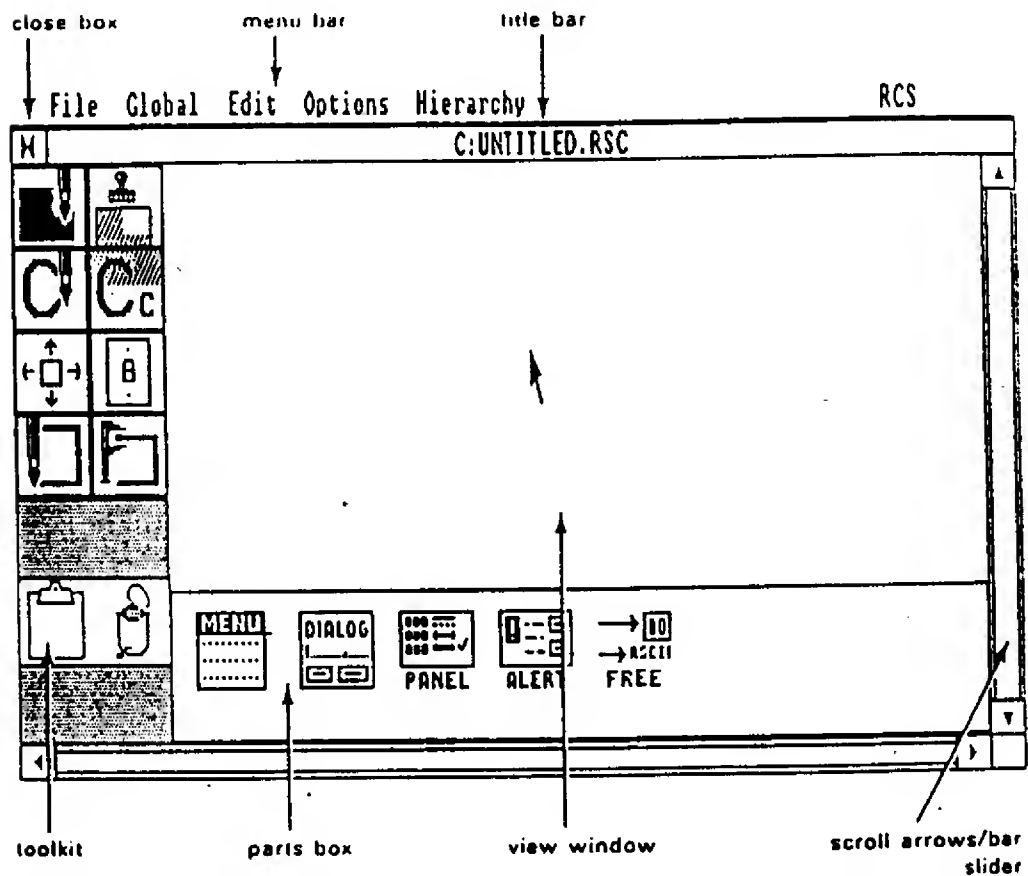 close box menu bar title bar
File Global Edit Options Hierarchy RCS
C:UNTITLED.RSC
C C c
B
MENU DIALOG
ASCII
PANEL ALERT FREE
toolkit parts box view window scroll arrows/bar
slider